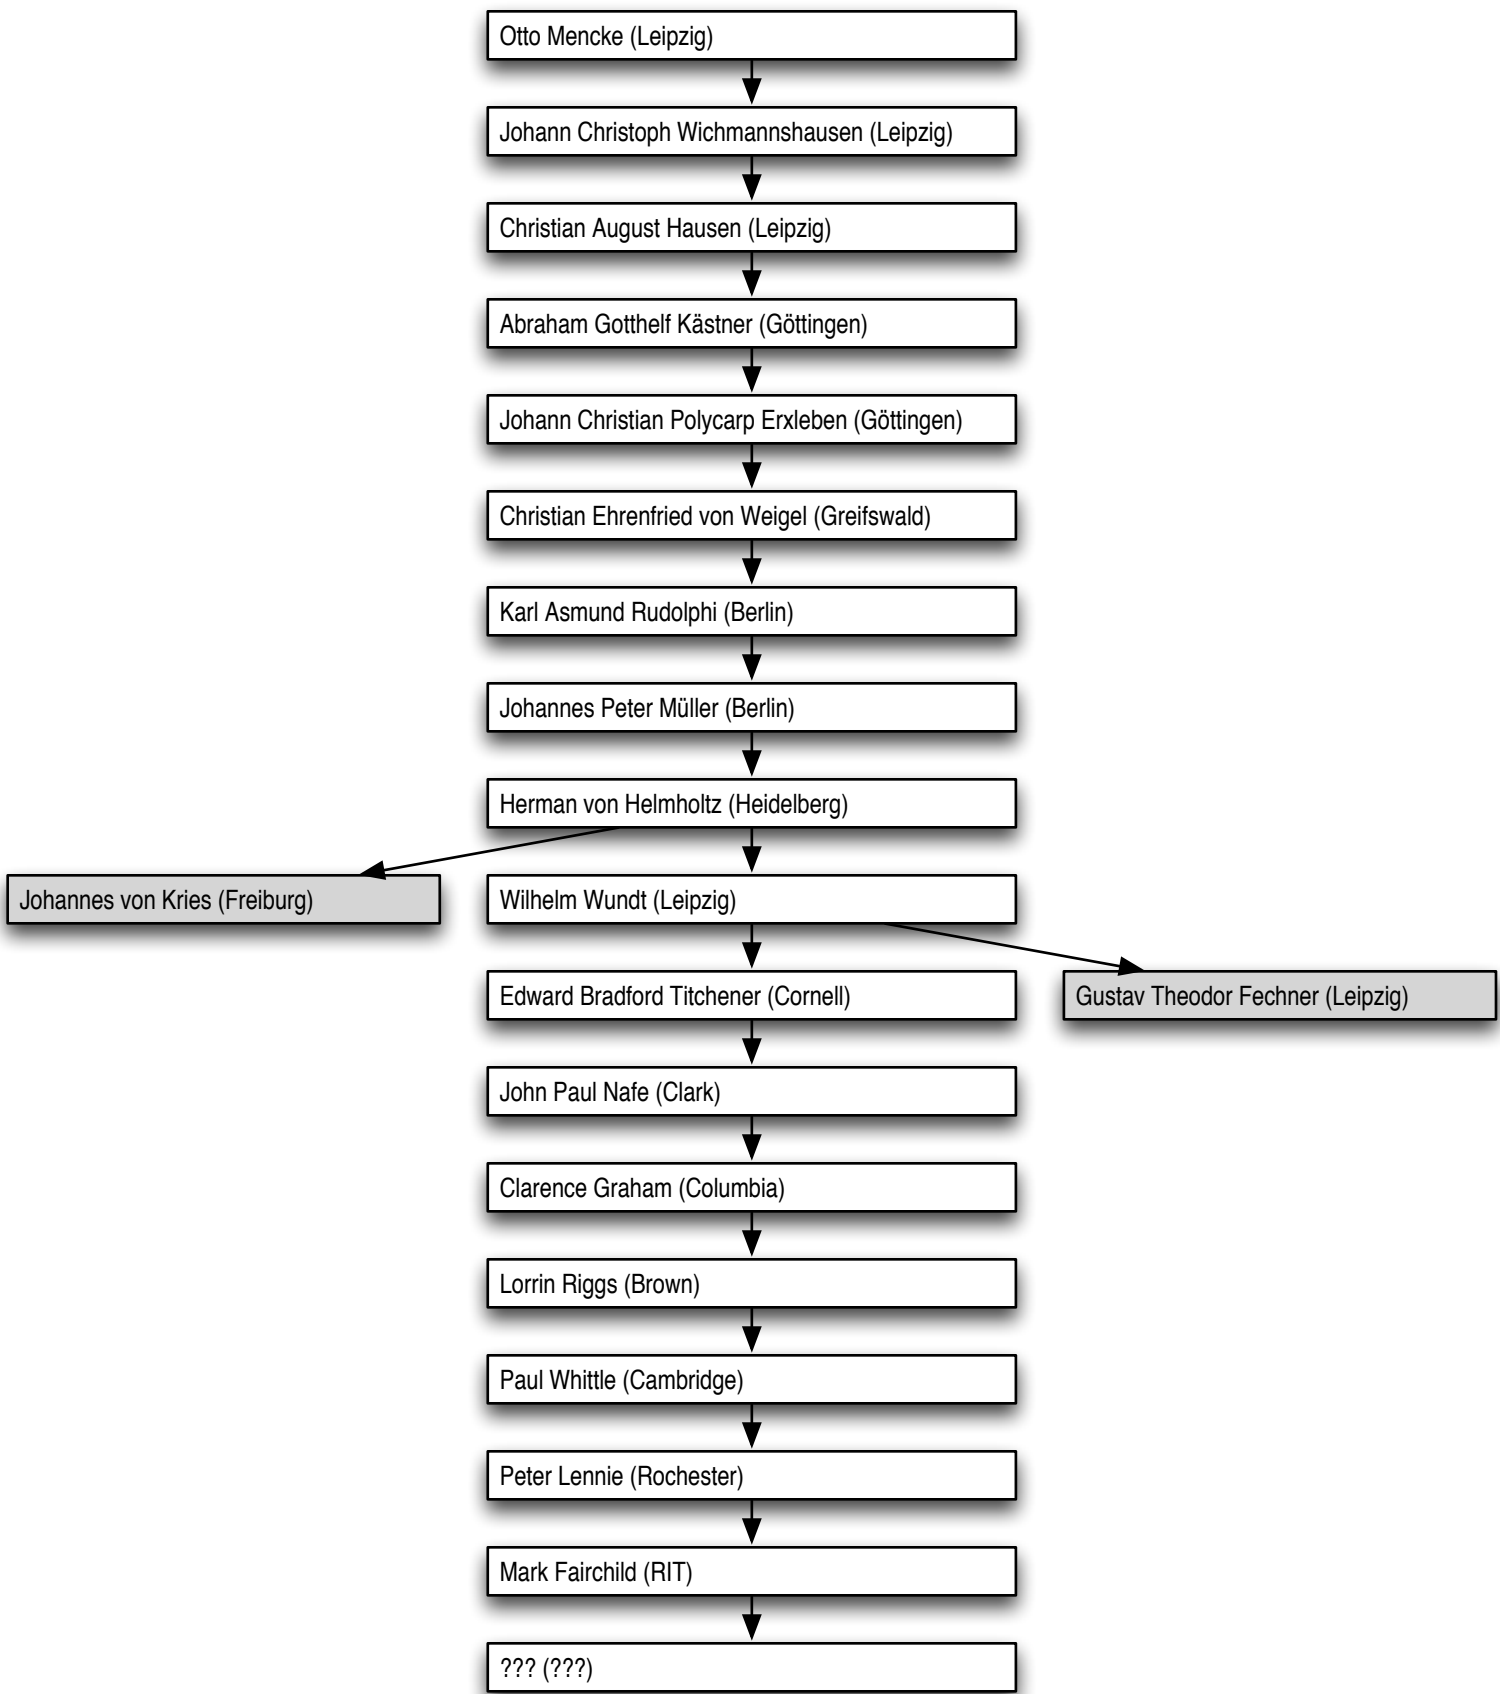 Otto Mencke (Leipzig)
Johann Christoph Wichmannshausen (Leipzig)
Christian August Hausen (Leipzig)
Abraham Gotthelf Kästner (Göttingen)
Johann Christian Polycarp Erxleben (Göttingen)
Christian Ehrenfried von Weigel (Greifswald)
Karl Asmund Rudolphi (Berlin)
Johannes Peter Müller (Berlin)
Herman von Helmholtz (Heidelberg)
Johannes von Kries (Freiburg)
Wilhelm Wundt (Leipzig)
Edward Bradford Titchener (Cornell)
Gustav Theodor Fechner (Leipzig)
John Paul Nafe (Clark)
Clarence Graham (Columbia)
Lorrin Riggs (Brown)
Paul Whittle (Cambridge)
Peter Lennie (Rochester)
Mark Fairchild (RIT)
??? (???)